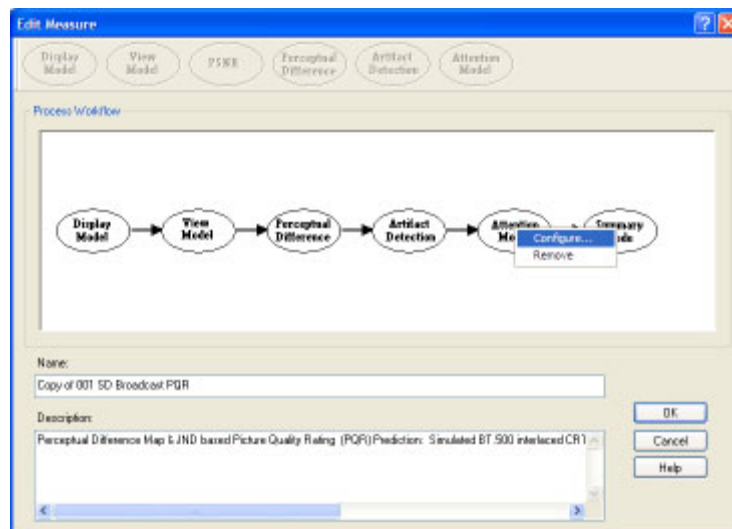 Edit Measure
Display Model
View Model
PSNR
Perceptual Difference
Artifact Detection
Attention Model
Process Workflow
Display Model
View Model
Perceptual Difference
Artifact Detection
Attention
Summary
Configure...
Remove
Name:
Copy of 001 SD Broadcast PQR
Description:
Perceptual Difference Map & JND based Picture Quality Rating (PQR) Prediction: Simulated BT.500 interlaced CRT
OK
Cancel
Help